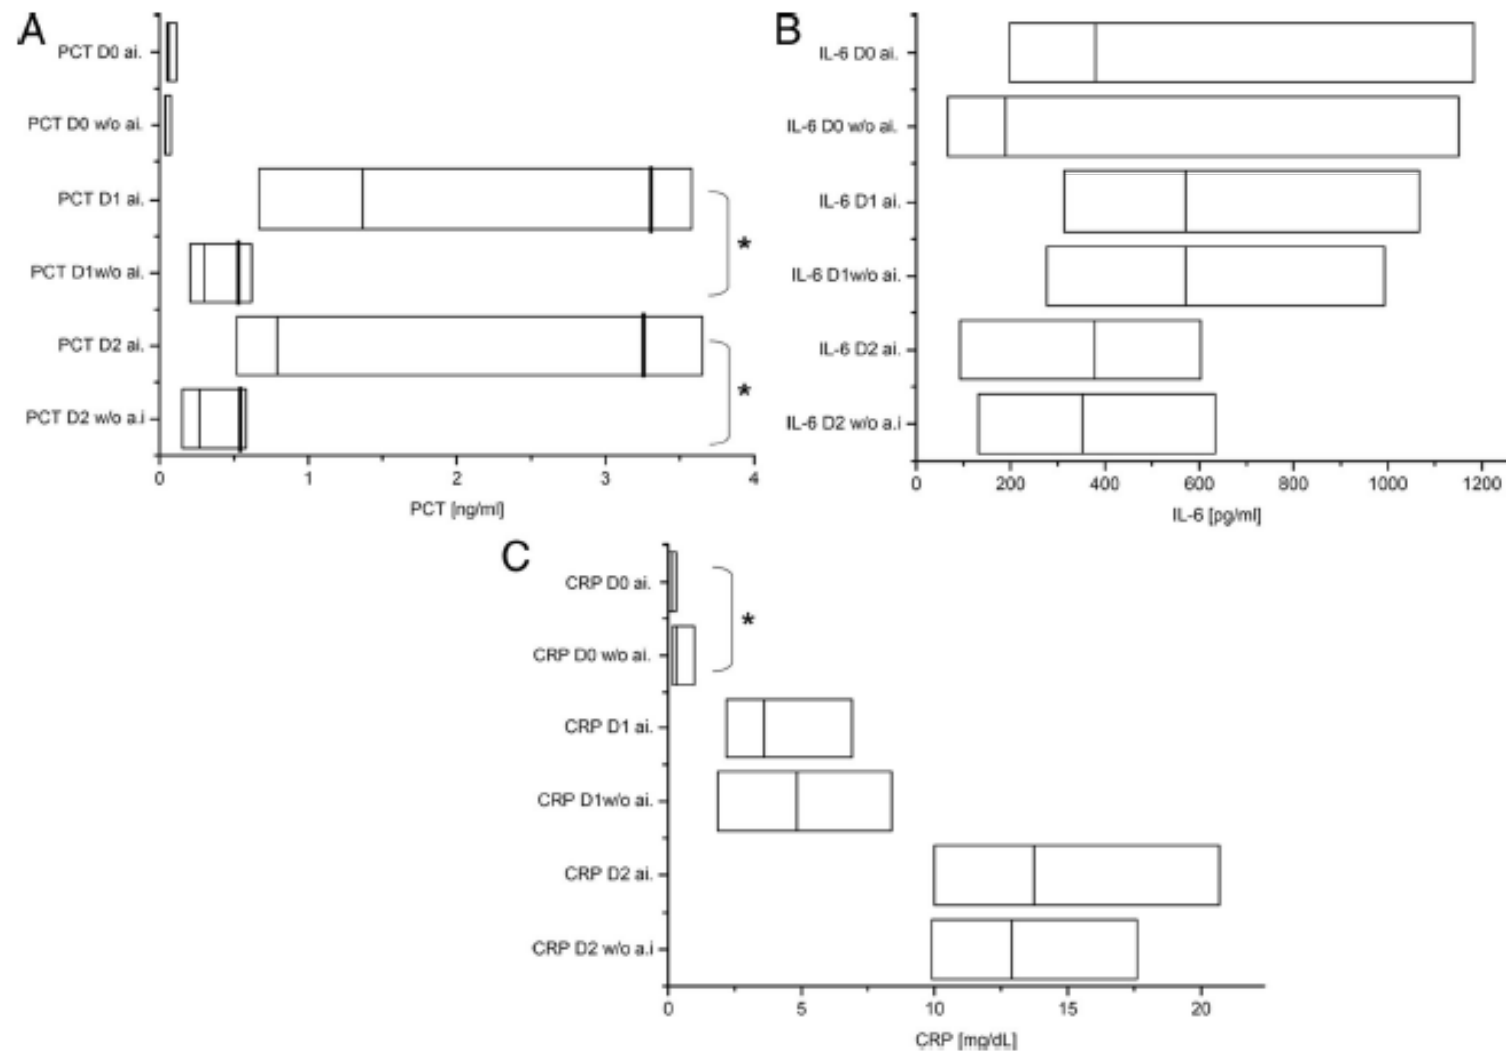 A
PCT D0 ai.
PCT D0 w/o ai.
PCT D1 ai.
PCT D1w/o ai.
PCT D2 ai.
PCT D2 w/o a.i
*
*
0 1 2 3 4
PCT [ng/ml]
B
IL-6 D0 ai.
IL-6 D0 w/o ai.
IL-6 D1 ai.
IL-6 D1w/o ai.
IL-6 D2 ai.
IL-6 D2 w/o a.i
0 200 400 600 800 1000 1200
IL-6 [pg/ml]
C
CRP D0 ai.
CRP D0 w/o ai.
CRP D1 ai.
CRP D1w/o ai.
CRP D2 ai.
CRP D2 w/o a.i
*
0 5 10 15 20
CRP [mg/dL]